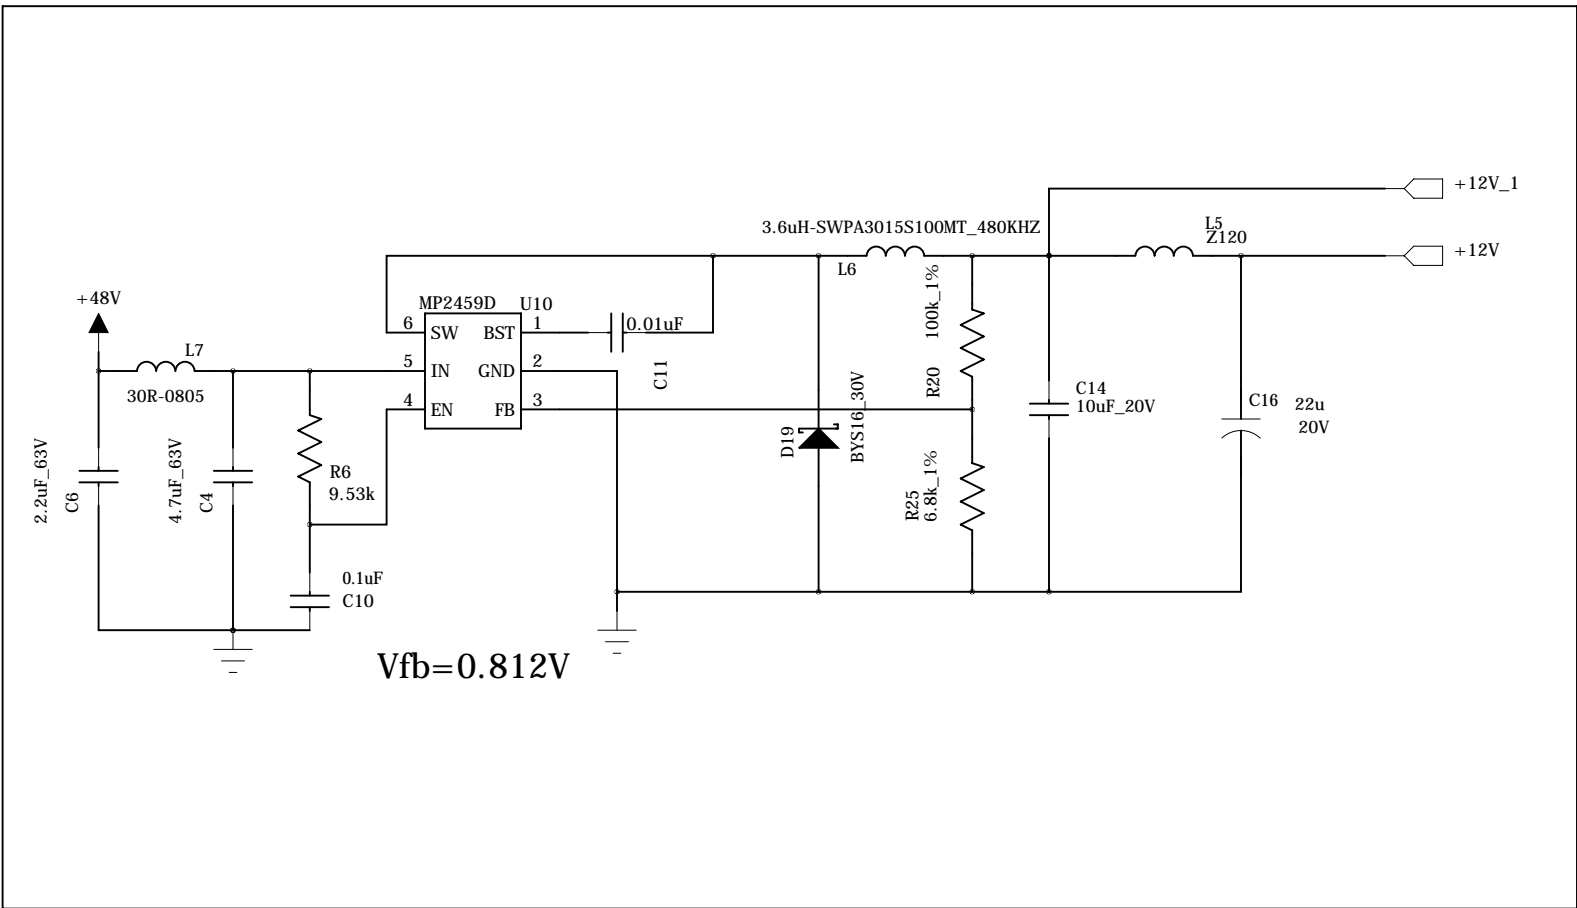 +12V_1
3.6uH-SWPA3015S100MT_480KHZ
L5
Z120
+12V
L6
+48V
MP2459D
U10
100k_1%
R20
6
SW
BST
1
0.01uF
C11
L7
30R-0805
5
IN
GND
2
4
EN
FB
3
C14
10uF_20V
C16
22u
20V
D19
BYS16_30V
2.2uF_63V
C6
4.7uF_63V
C4
R6
9.53k
R25
6.8k_1%
0.1uF
C10
Vfb=0.812V